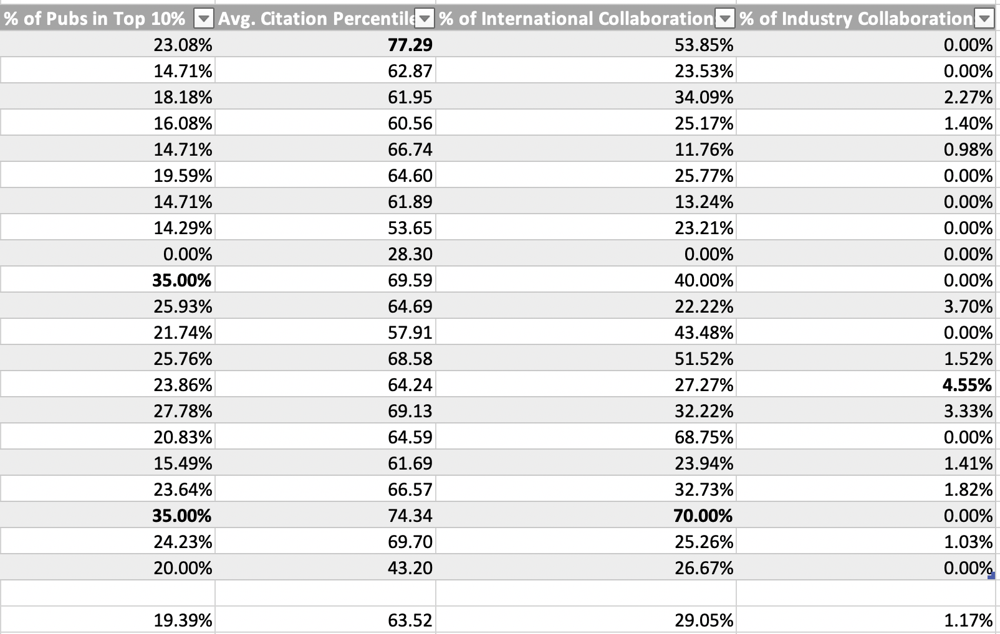 % of Pubs in Top 10% Avg. Citation Percentile % of International Collaboration % of Industry Collaboration
23.08% 77.29 53.85% 0.00%
14.71% 62.87 23.53% 0.00%
18.18% 61.95 34.09% 2.27%
16.08% 60.56 25.17% 1.40%
14.71% 66.74 11.76% 0.98%
19.59% 64.60 25.77% 0.00%
14.71% 61.89 13.24% 0.00%
14.29% 53.65 23.21% 0.00%
0.00% 28.30 0.00% 0.00%
35.00% 69.59 40.00% 0.00%
25.93% 64.69 22.22% 3.70%
21.74% 57.91 43.48% 0.00%
25.76% 68.58 51.52% 1.52%
23.86% 64.24 27.27% 4.55%
27.78% 69.13 32.22% 3.33%
20.83% 64.59 68.75% 0.00%
15.49% 61.69 23.94% 1.41%
23.64% 66.57 32.73% 1.82%
35.00% 74.34 70.00% 0.00%
24.23% 69.70 25.26% 1.03%
20.00% 43.20 26.67% 0.00%
19.39% 63.52 29.05% 1.17%